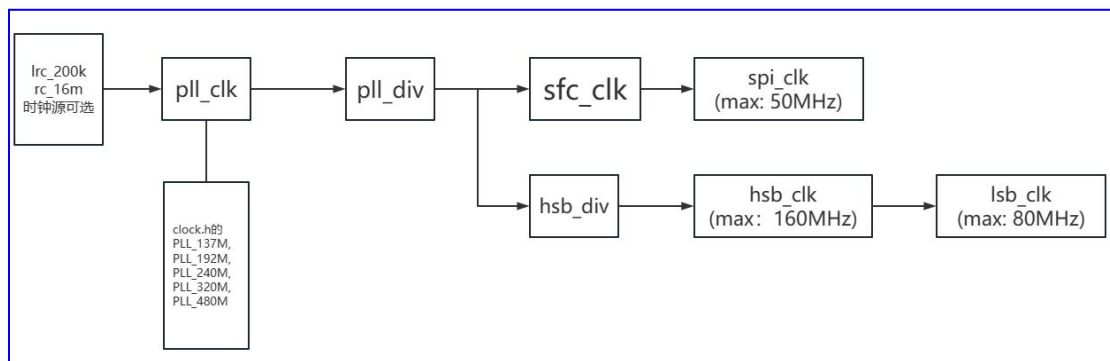 lrc_200k
rc_16m
时钟源可选
pll_clk
pll_div
sfc_clk
spi_clk
(max: 50MHz)
hsb_div
hsb_clk
(max: 160MHz)
lsb_clk
(max: 80MHz)
clock.h的
PLL_137M,
PLL_192M,
PLL_240M,
PLL_320M,
PLL_480M